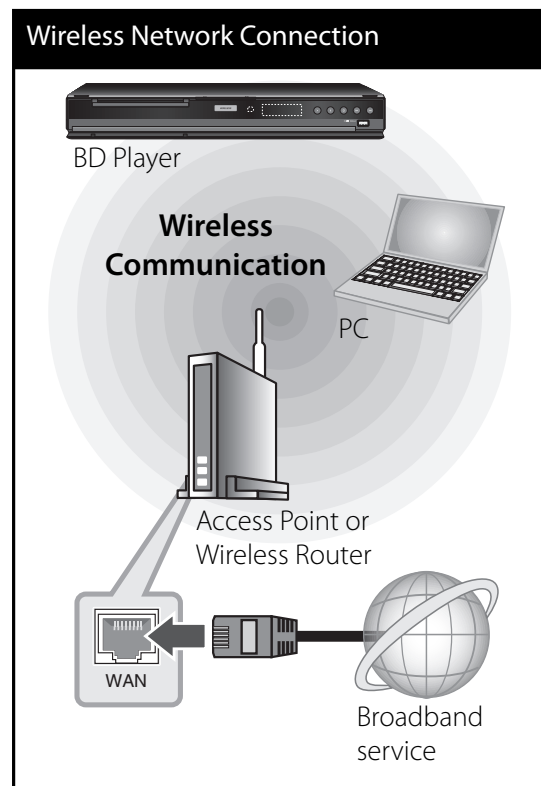 Wireless Network Connection
BD Player
Wireless
Communication
PC
Access Point or
Wireless Router
WAN
Broadband
service